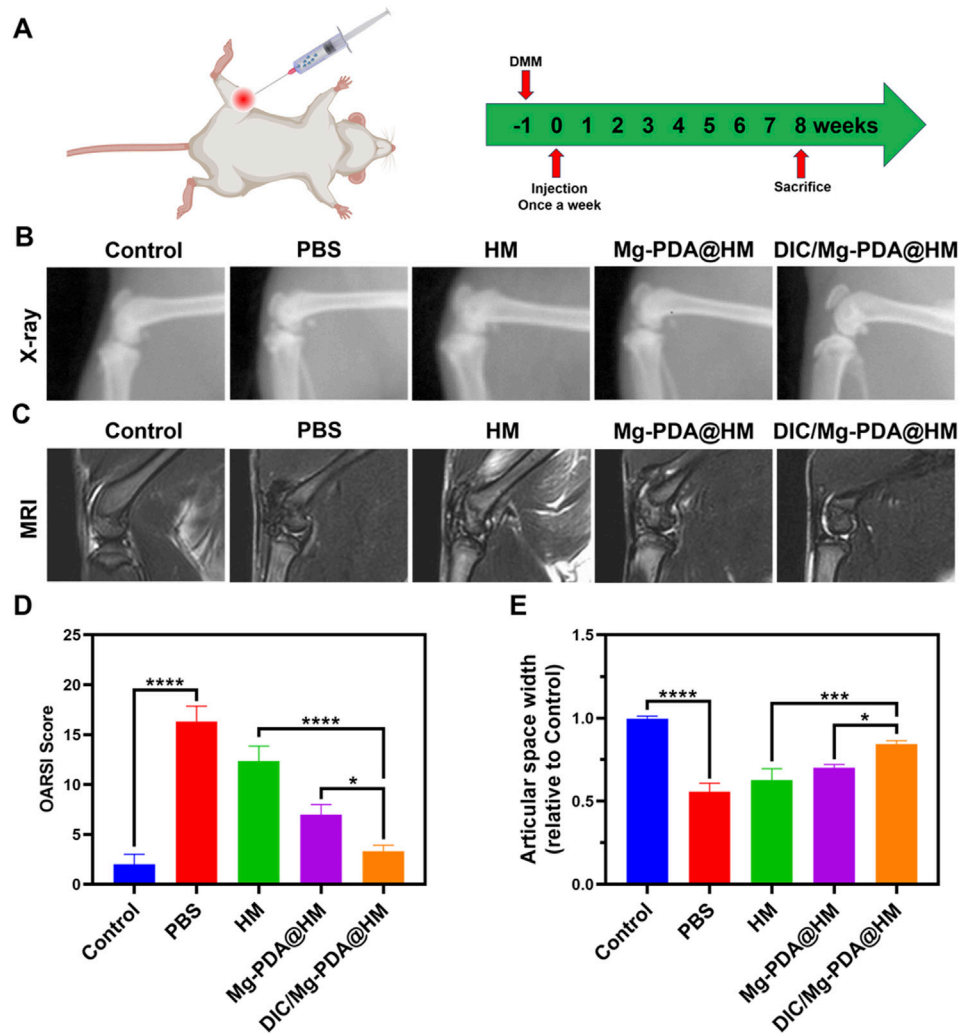 A
DMM
-1 0 1 2 3 4 5 6 7 8 weeks
Injection
Once a week
Sacrifice
B
Control PBS HM Mg-PDA@HM DIC/Mg-PDA@HM
X-ray
C
Control PBS HM Mg-PDA@HM DIC/Mg-PDA@HM
MRI
D
OARSI Score
25
20
15
10
5
0
****
****
*
Control
PBS
HM
Mg-PDA@HM
DIC/Mg-PDA@HM
E
Articular space width
(relative to Control)
1.5
1.0
0.5
0.0
****
***
*
Control
PBS
HM
Mg-PDA@HM
DIC/Mg-PDA@HM